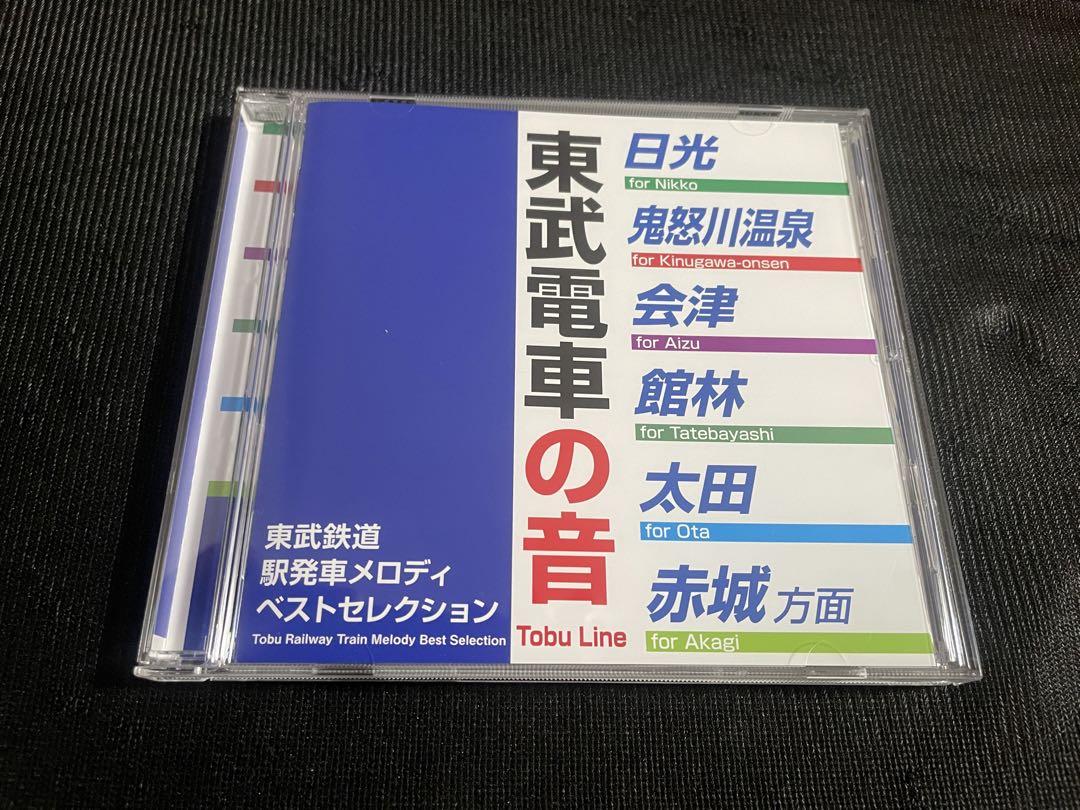 東武電車の音
Tobu Line
日光
for Nikko
鬼怒川温泉
for Kinugawa-onsen
会津
for Aizu
館林
for Tatebayashi
太田
for Ota
赤城 方面
for Akagi
東武鉄道
駅発車メロディ
ベストセレクション
Tobu Railway Train Melody Best Selection